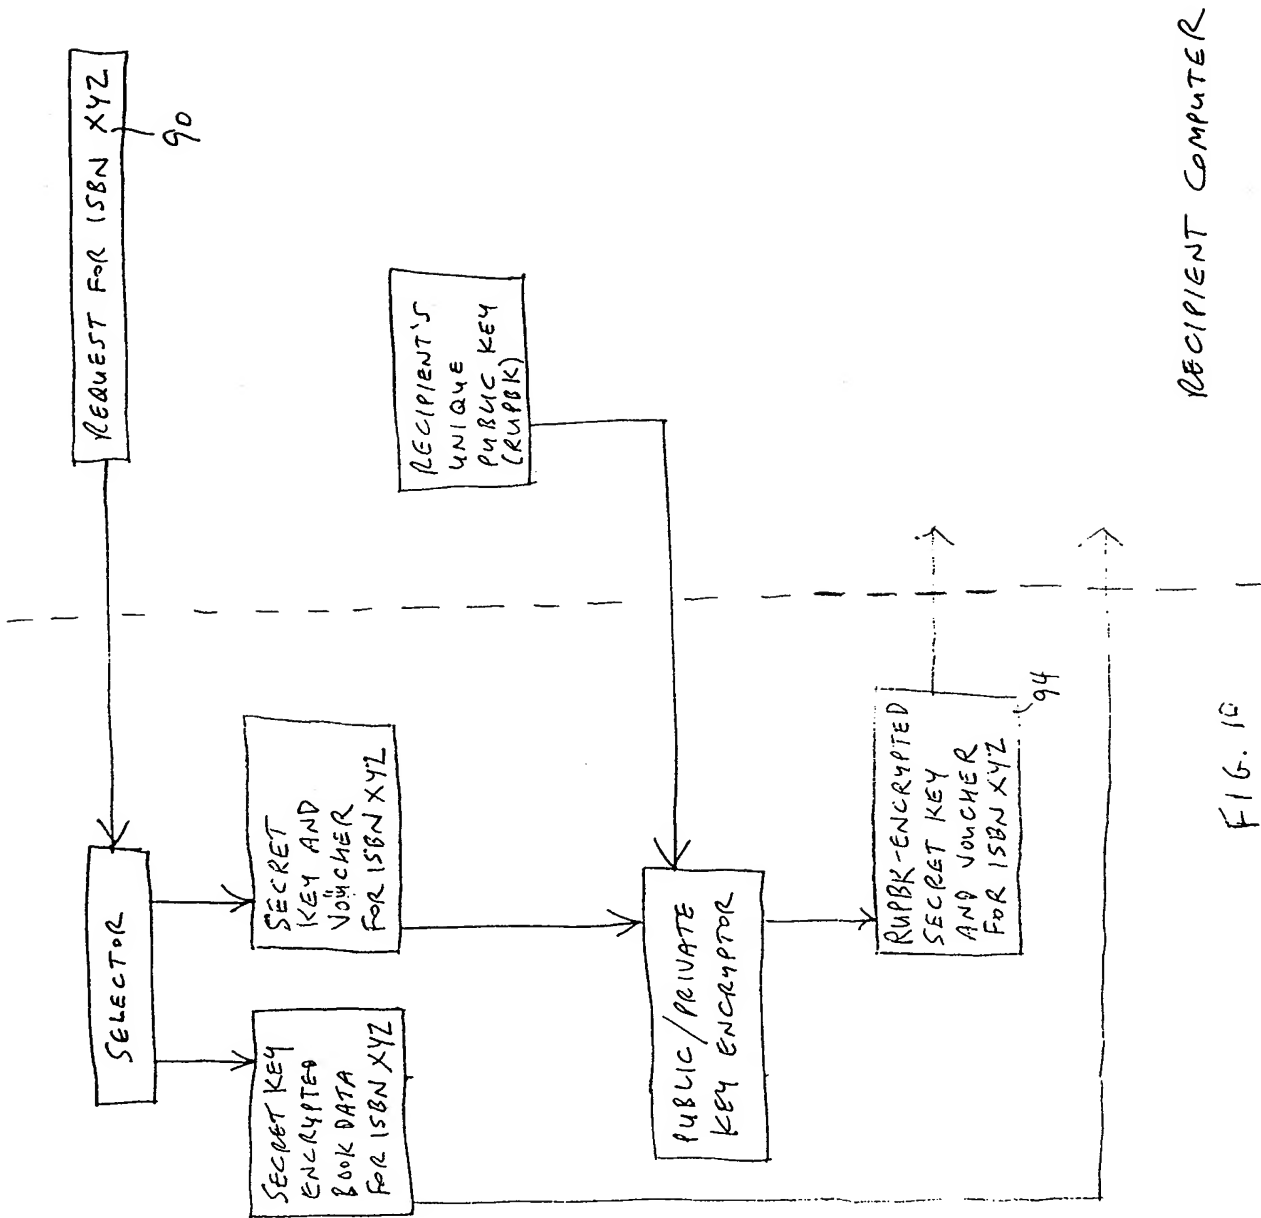 REQUEST FOR ISBN XYZ
90
SELECTOR
SECRET KEY
ENCRYPTED
BOOK DATA
FOR ISBN XYZ
SECRET
KEY AND
VOUCHER
FOR ISBN XYZ
RECIPIENT'S
UNIQUE
PUBLIC KEY
(RUPBK)
PUBLIC/PRIVATE
KEY ENCRYPTOR
RUPBK-ENCRYPTED
SECRET KEY
AND VOUCHER
FOR ISBN XYZ
94
RECIPIENT COMPUTER
FIG. 10